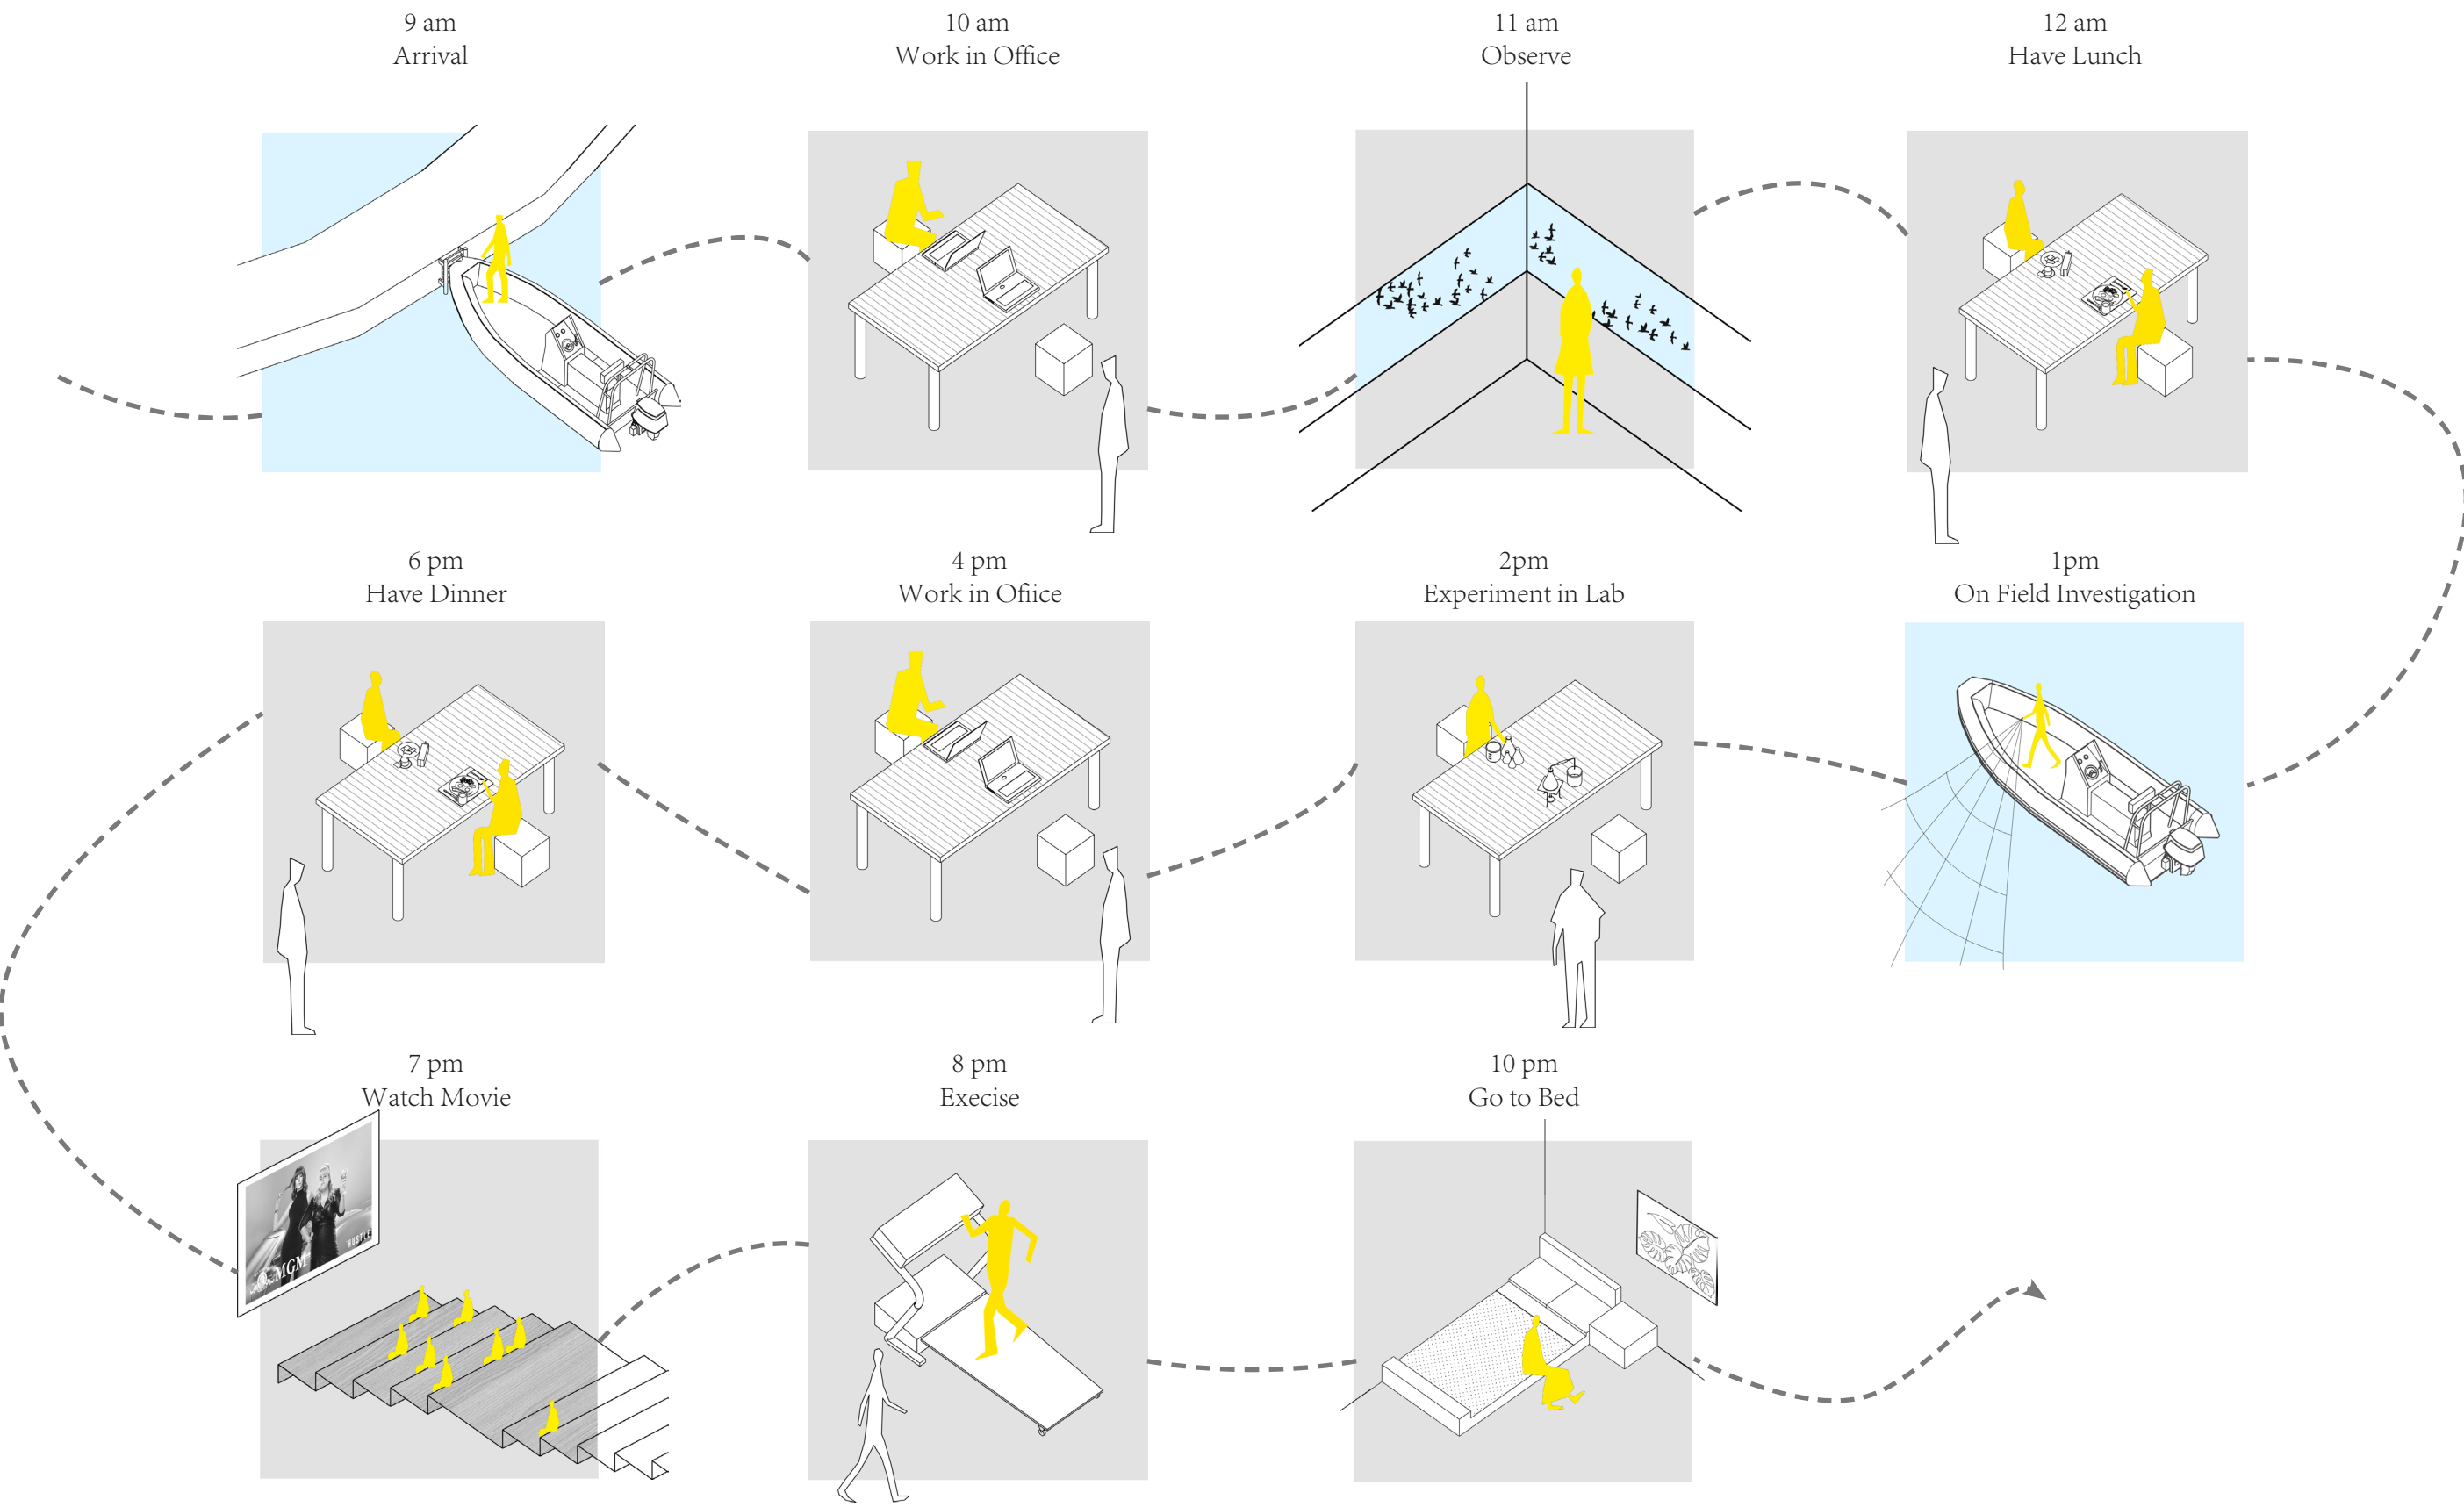 9 am
Arrival
10 am
Work in Office
11 am
Observe
12 am
Have Lunch
1pm
On Field Investigation
2pm
Experiment in Lab
4 pm
Work in Ofiice
6 pm
Have Dinner
7 pm
Watch Movie
MGM
8 pm
Execise
10 pm
Go to Bed